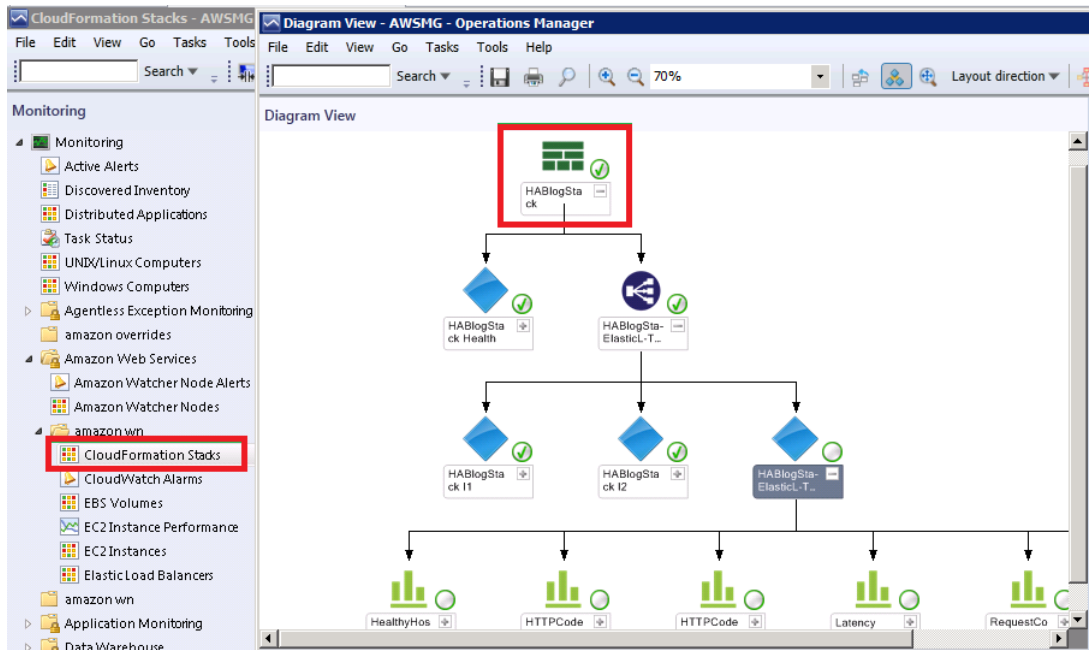 CloudFormation Stacks - AWSMG
File Edit View Go Tasks Tools
Search
Monitoring
Monitoring
Active Alerts
Discovered Inventory
Distributed Applications
Task Status
UNIX/Linux Computers
Windows Computers
Agentless Exception Monitoring
amazon overrides
Amazon Web Services
Amazon Watcher Node Alerts
Amazon Watcher Nodes
amazon wn
CloudFormation Stacks
CloudWatch Alarms
EBS Volumes
EC2 Instance Performance
EC2 Instances
Elastic Load Balancers
amazon wn
Application Monitoring
Data Warehouse
Diagram View - AWSMG - Operations Manager
File Edit View Go Tasks Tools Help
Search 70% Layout direction
Diagram View
HABlogSta
ck
HABlogSta
ck Health
HABlogSta-
ElasticL-T...
HABlogSta
ck I1
HABlogSta
ck I2
HABlogSta-
ElasticL-T...
HealthyHos
HTTPCode
HTTPCode
Latency
RequestCo